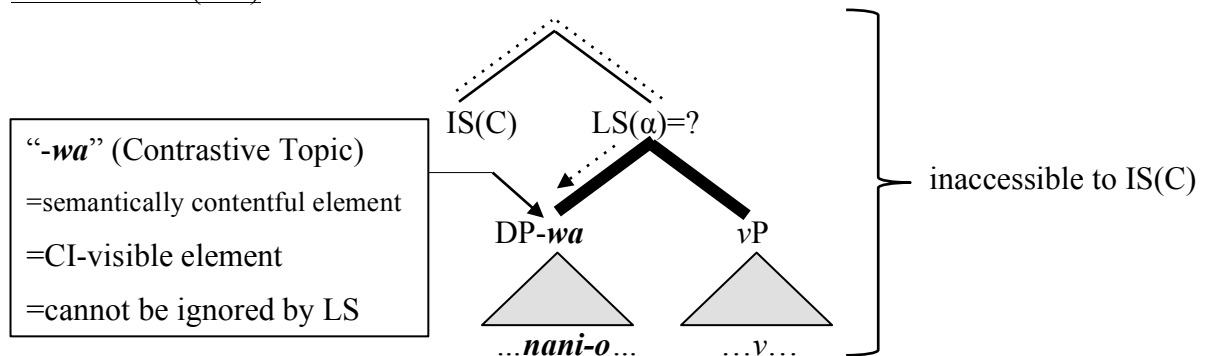 IS(C) LS(α)=?
"-wa" (Contrastive Topic)
=semantically contentful element
=CI-visible element
=cannot be ignored by LS
inaccessible to IS(C)
DP-wa vP
…nani-o… …v…